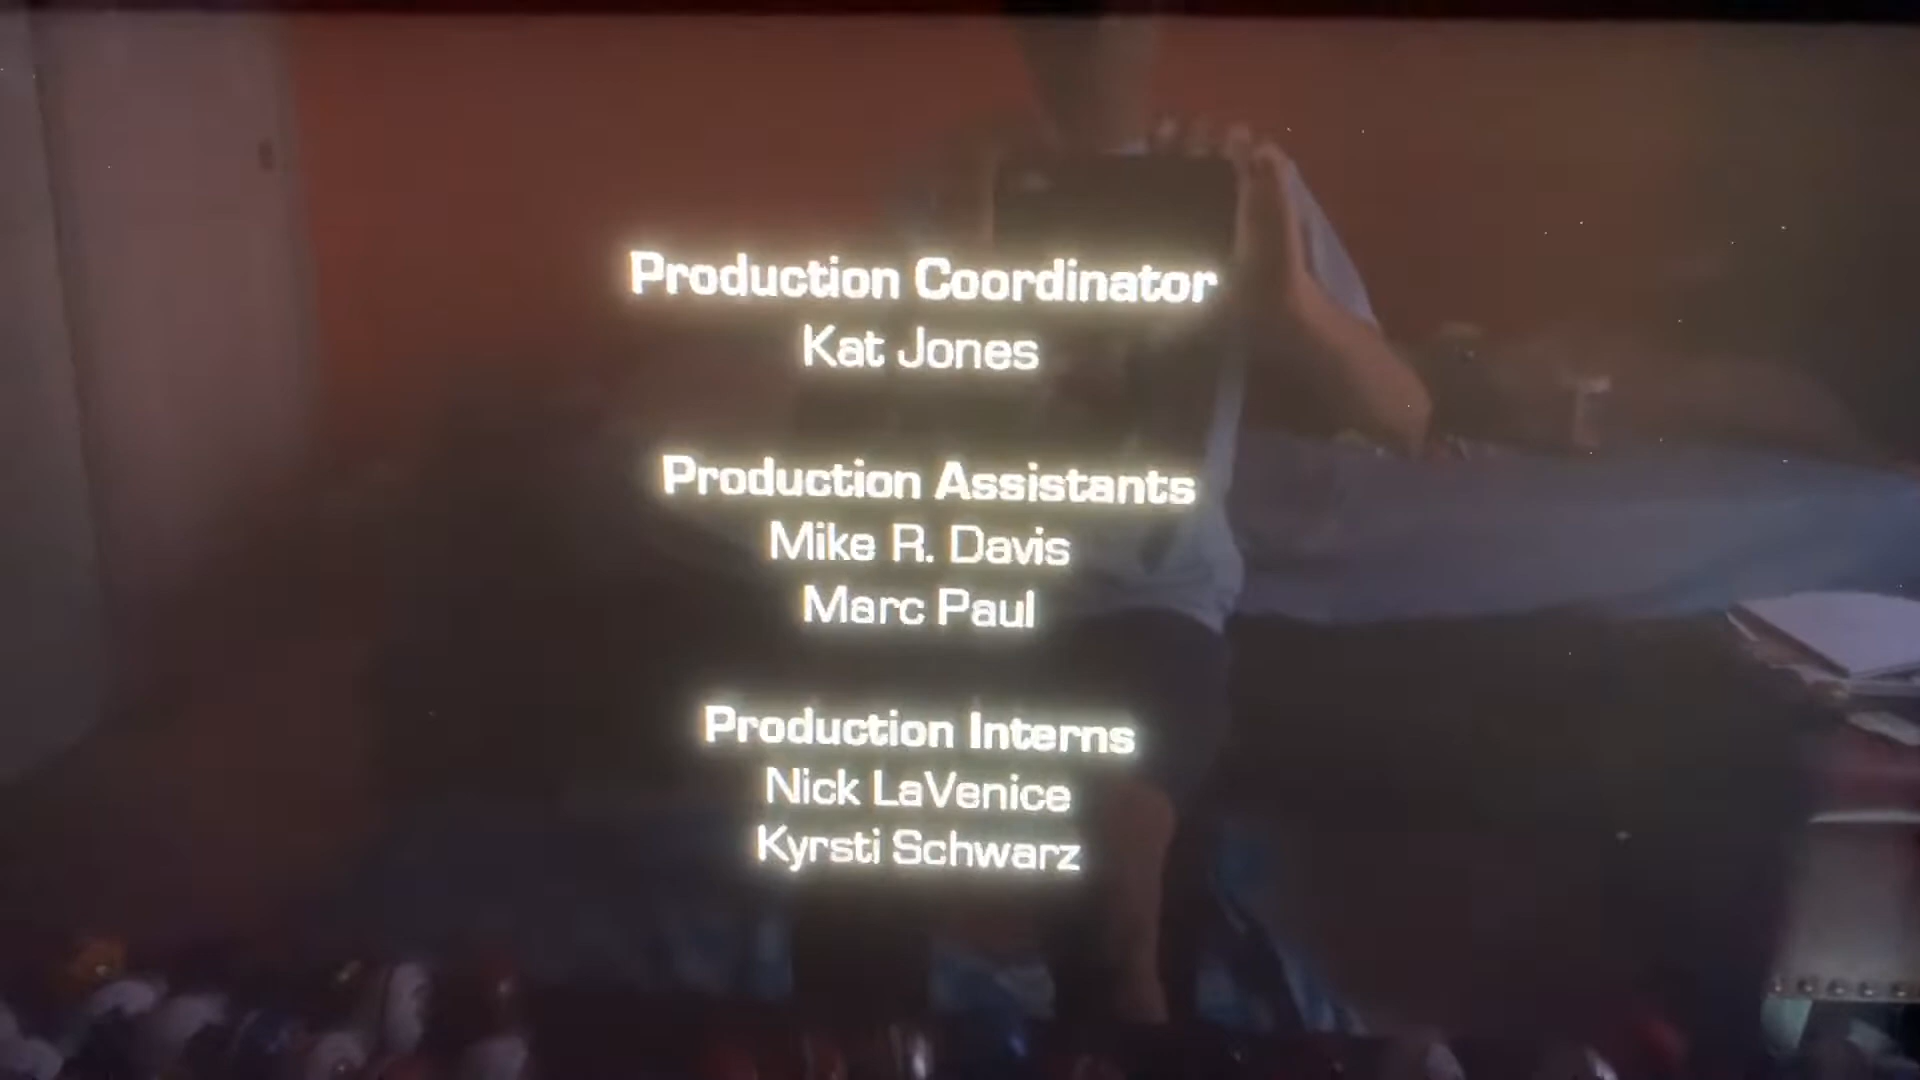 Production Coordinator
Kat Jones
Production Assistants
Mike R. Davis
Marc Paul
Production Interns
Nick LaVenice
Kyrsti Schwarz